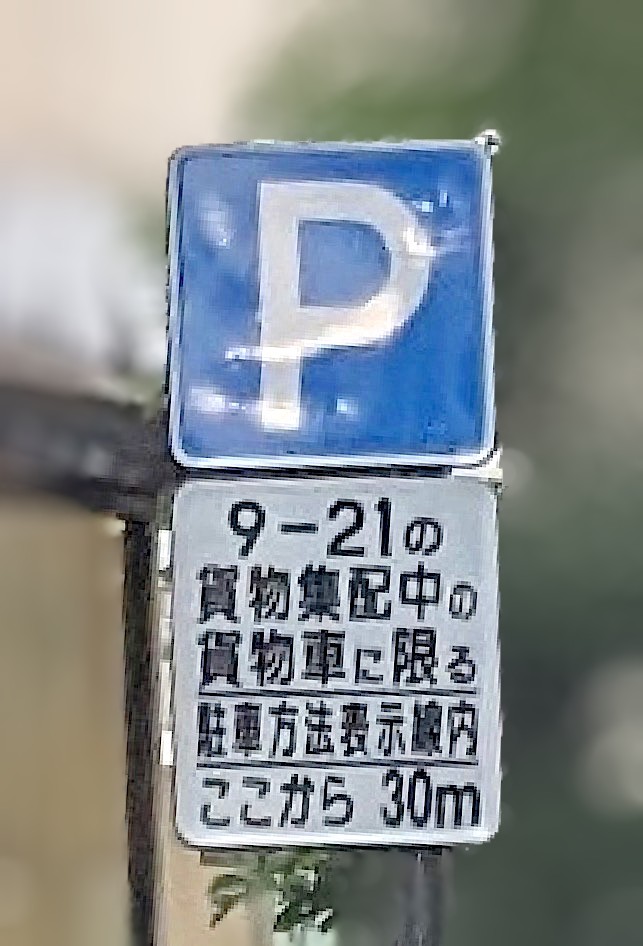 P
9-21の
貨物集配中の
貨物車に限る
駐車方法表示線内
ここから 30m